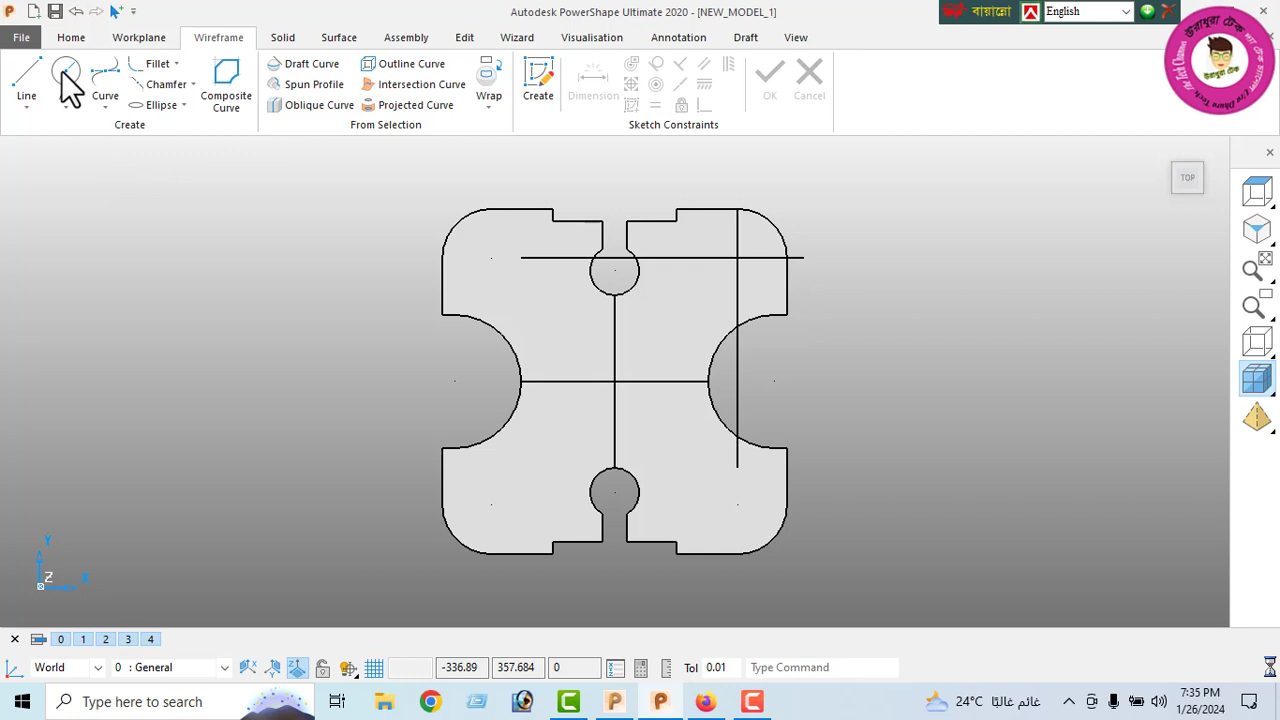 Autodesk PowerShape Ultimate 2020 - [NEW_MODEL_1]
বায়ান্নো
English
File
Home
Workplane
Wireframe
Solid
Surface
Assembly
Edit
Visualisation
Annotation
Draft
View
Line
Curve
Fillet
Chamfer
Ellipse
Composite
Curve
Create
Draft Curve
Spun Profile
Oblique Curve
Outline Curve
Intersection Curve
Projected Curve
Wrap
From Selection
Create
Dimension
Sketch Constraints
OK
Cancel
TOP
Y
Z
X
0 1 2 3 4
World
0 : General
-336.89
357.684
0
Tol
0.01
Type Command
Type here to search
24°C
غائم غالبًا
7:35 PM
1/26/2024